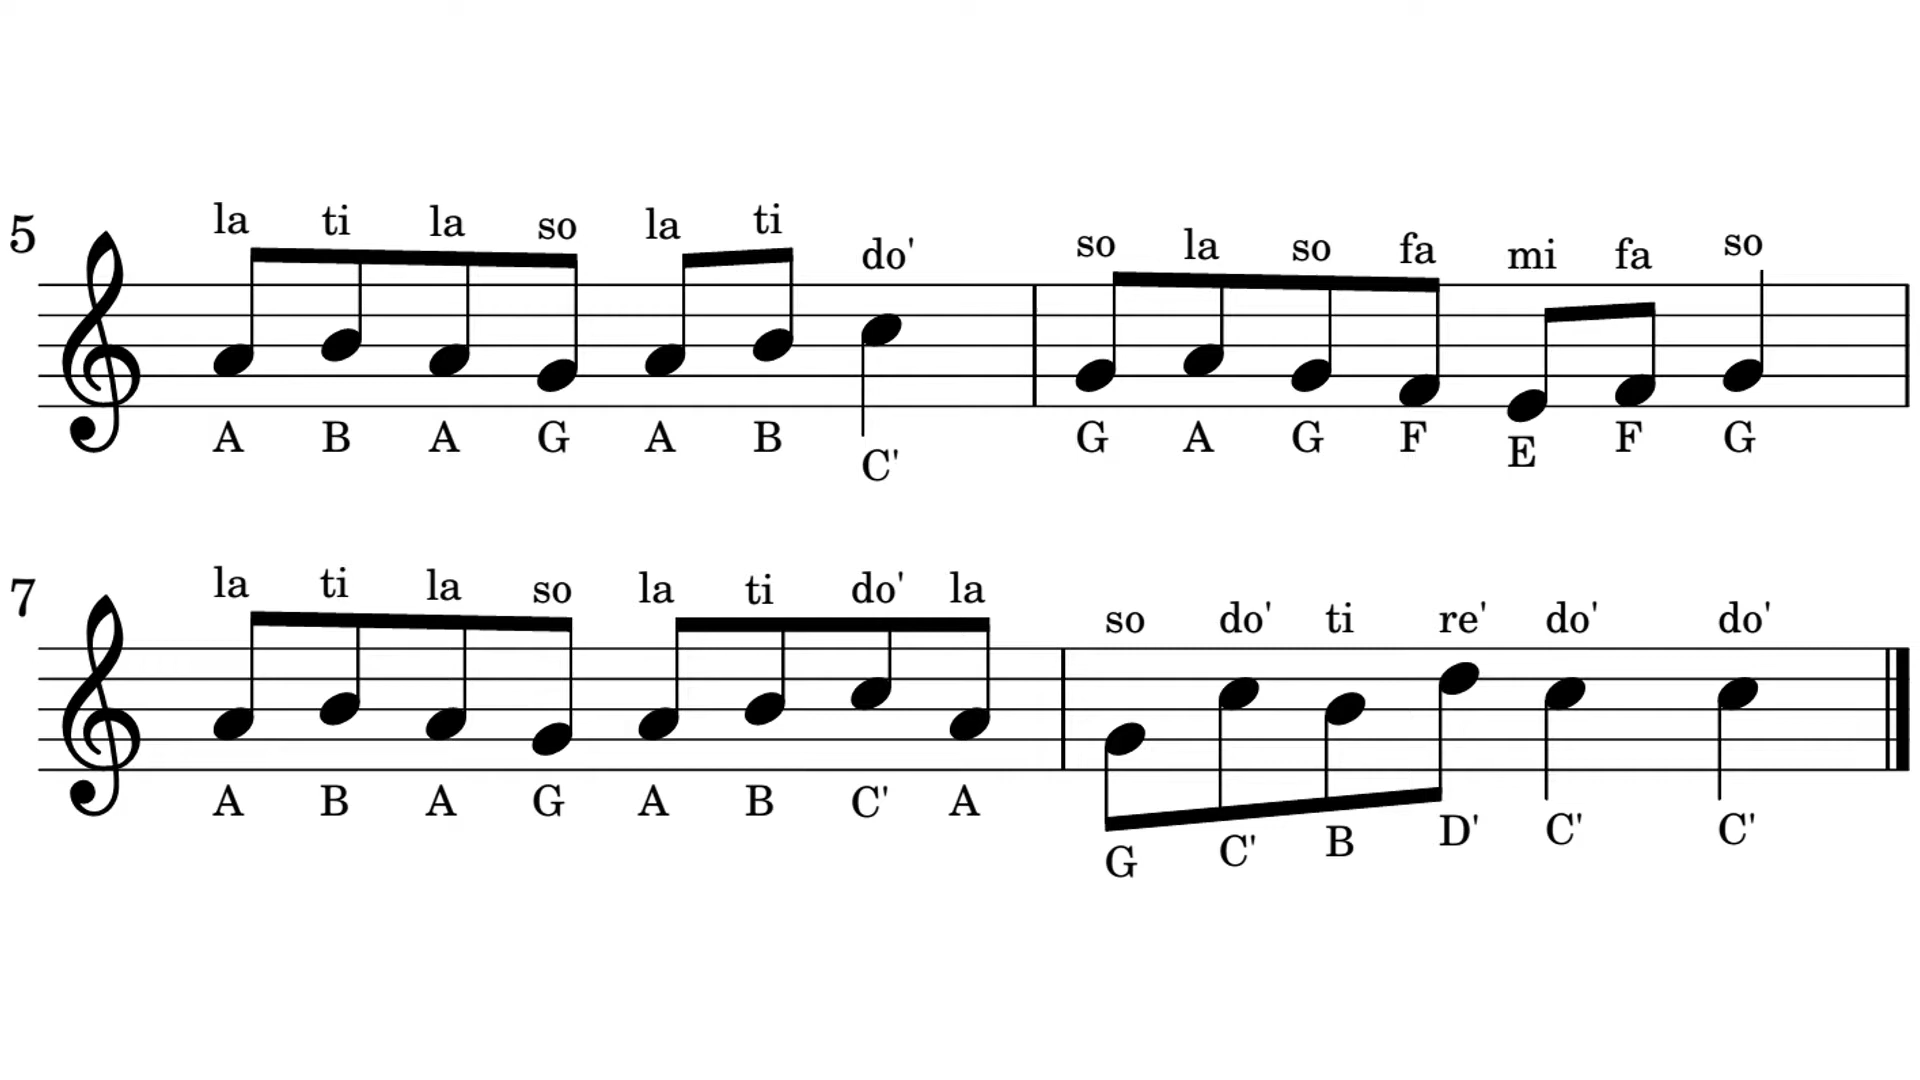 5 la ti la so la ti do' so la so fa mi fa so
A B A G A B C' G A G F E F G
7 la ti la so la ti do' la so do' ti re' do' do'
A B A G A B C' A G C' B D' C' C'